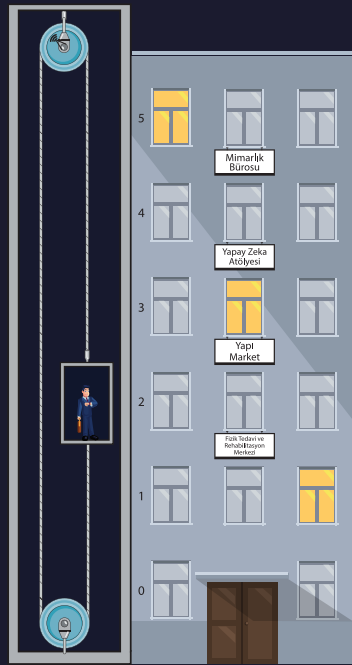 5
Mimarlık
Bürosu
4
Yapay Zeka
Atölyesi
3
Yapı
Market
2
Fizik Tedavi ve
Rehabilitasyon
Merkezi
1
0